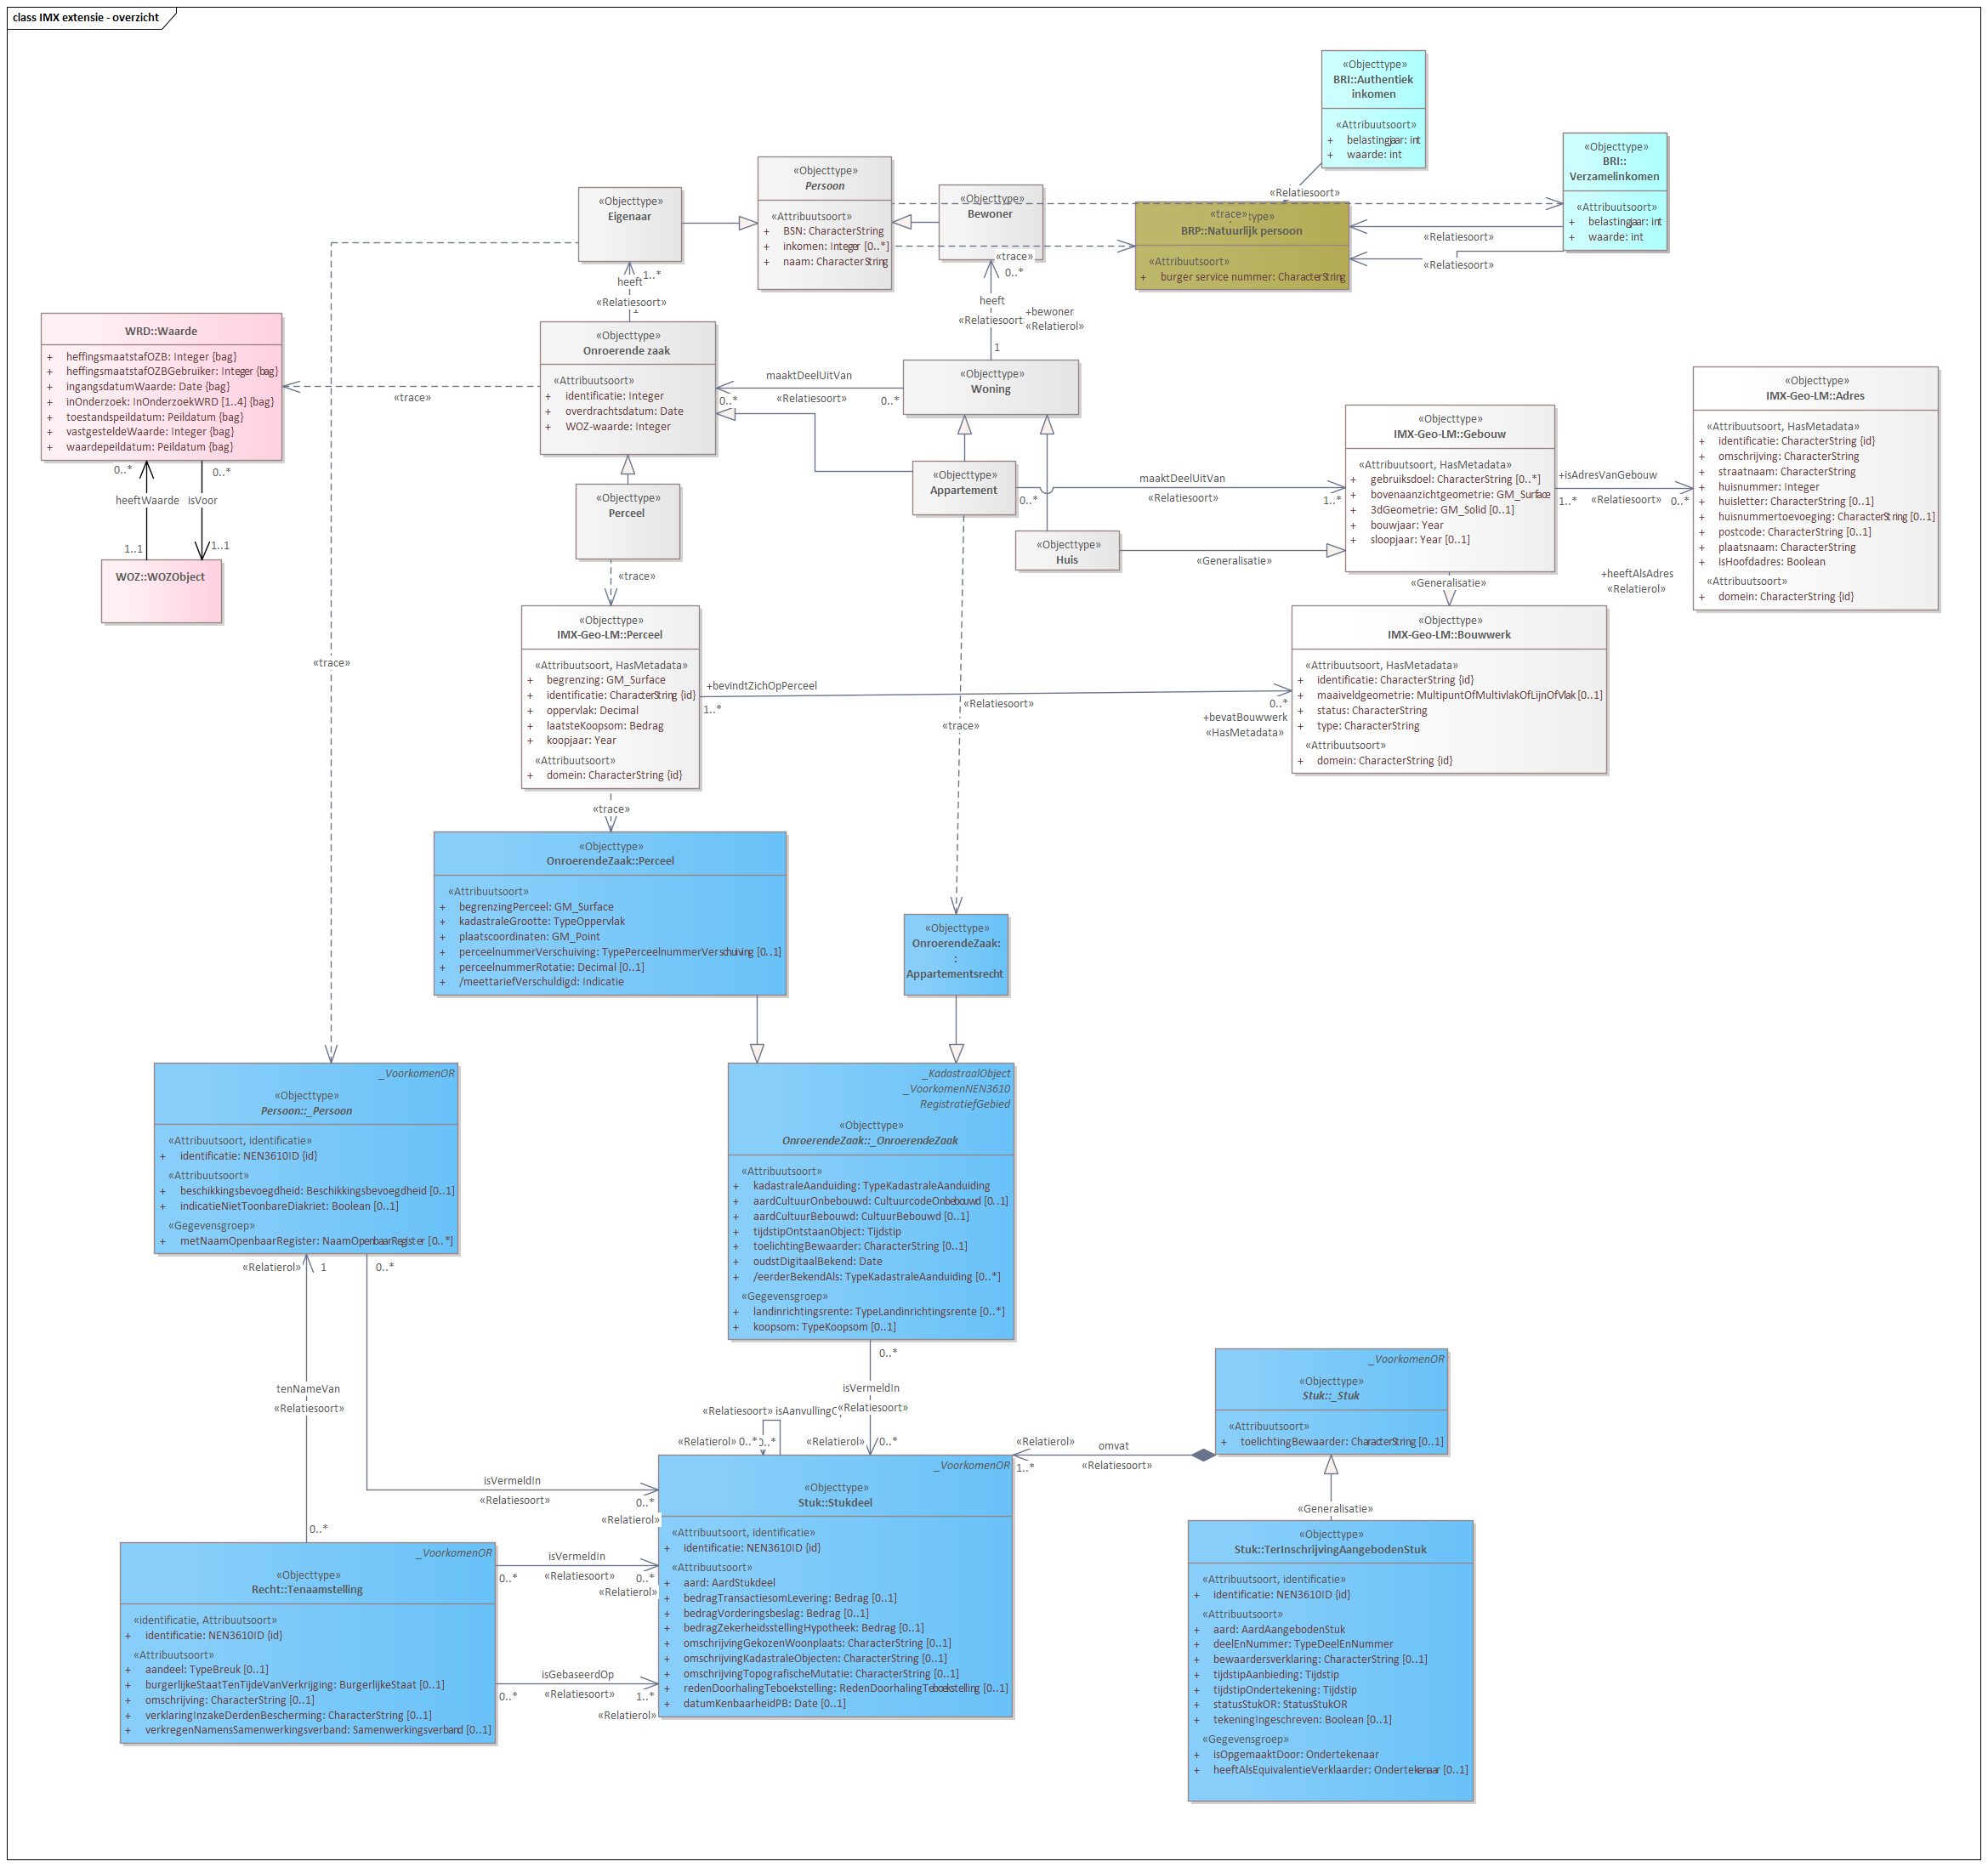 class IMX extensie - overzicht
«Objecttype»
BRI::Authentiek
inkomen
«Attribuutsoort»
+ belastingjaar: int
+ waarde: int
«Objecttype»
BRI::
Verzamelinkomen
«Attribuutsoort»
+ belastingjaar: int
+ waarde: int
«Relatiesoort»
«Relatiesoort»
«Relatiesoort»
«Objecttype»
Eigenaar
«Objecttype»
Persoon
«Attribuutsoort»
+ BSN: CharacterString
+ inkomen: Integer [0..*]
+ naam: CharacterString
«Objecttype»
Bewoner
«trace»
«trace»
BRP::Natuurlijk persoon
«Attribuutsoort»
+ burger service nummer: CharacterString
1..*
heeft
«Relatiesoort»
1
0..*
heeft
«Relatiesoort»
+bewoner
«Relatierol»
1
WRD::Waarde
+ heffingsmaatstafOZB: Integer {bag}
+ heffingsmaatstafOZBGebruiker: Integer {bag}
+ ingangsdatumWaarde: Date {bag}
+ inOnderzoek: InOnderzoekWRD [1..4] {bag}
+ toestandspeildatum: Peildatum {bag}
+ vastgesteldeWaarde: Integer {bag}
+ waardepeildatum: Peildatum {bag}
0..*
0..*
heeftWaarde
isVoor
1..1
1..1
WOZ::WOZObject
«trace»
«Objecttype»
Onroerende zaak
«Attribuutsoort»
+ identificatie: Integer
+ overdrachtsdatum: Date
+ WOZ-waarde: Integer
maaktDeelUitVan
0..*
«Relatiesoort»
0..*
«Objecttype»
Woning
«Objecttype»
Perceel
«Objecttype»
Appartement
0..*
maaktDeelUitVan
«Relatiesoort»
1..*
«Objecttype»
Huis
«Generalisatie»
«Objecttype»
IMX-Geo-LM::Gebouw
«Attribuutsoort, HasMetadata»
+ gebruiksdoel: CharacterString [0..*]
+ bovenaanzichtgeometrie: GM_Surface
+ 3dGeometrie: GM_Solid [0..1]
+ bouwjaar: Year
+ sloopjaar: Year [0..1]
+isAdresVanGebouw
1..*
«Relatiesoort»
0..*
+heeftAlsAdres
«Relatierol»
«Objecttype»
IMX-Geo-LM::Adres
«Attribuutsoort, HasMetadata»
+ identificatie: CharacterString {id}
+ omschrijving: CharacterString
+ straatnaam: CharacterString
+ huisnummer: Integer
+ huisletter: CharacterString [0..1]
+ huisnummertoevoeging: CharacterString [0..1]
+ postcode: CharacterString [0..1]
+ plaatsnaam: CharacterString
+ isHoofdadres: Boolean
«Attribuutsoort»
+ domein: CharacterString {id}
«Generalisatie»
«trace»
«Objecttype»
IMX-Geo-LM::Perceel
«Attribuutsoort, HasMetadata»
+ begrenzing: GM_Surface
+ identificatie: CharacterString {id}
+ oppervlak: Decimal
+ laatsteKoopsom: Bedrag
+ koopjaar: Year
«Attribuutsoort»
+ domein: CharacterString {id}
+bevindtZichOpPerceel
1..*
«Relatiesoort»
0..*
+bevatBouwwerk
«HasMetadata»
«Objecttype»
IMX-Geo-LM::Bouwwerk
«Attribuutsoort, HasMetadata»
+ identificatie: CharacterString {id}
+ maaiveldgeometrie: MultipuntOfMultivlakOfLijnOfVlak [0..1]
+ status: CharacterString
+ type: CharacterString
«Attribuutsoort»
+ domein: CharacterString {id}
«trace»
«trace»
«trace»
«Objecttype»
OnroerendeZaak::Perceel
«Attribuutsoort»
+ begrenzingPerceel: GM_Surface
+ kadastraleGrootte: TypeOppervlak
+ plaatscoordinaten: GM_Point
+ perceelnummerVerschuiving: TypePerceelnummerVerschuiving [0..1]
+ perceelnummerRotatie: Decimal [0..1]
+ /meettariefVerschuldigd: Indicatie
«Objecttype»
OnroerendeZaak:
:
Appartementsrecht
_VoorkomenOR
«Objecttype»
Persoon::_Persoon
«Attribuutsoort, identificatie»
+ identificatie: NEN3610ID {id}
«Attribuutsoort»
+ beschikkingsbevoegdheid: Beschikkingsbevoegdheid [0..1]
+ indicatieNietToonbareDiakriet: Boolean [0..1]
«Gegevensgroep»
+ metNaamOpenbaarRegister: NaamOpenbaarRegister [0..*]
_KadastraalObject
_VoorkomenNEN3610
RegistratiefGebied
«Objecttype»
OnroerendeZaak::_OnroerendeZaak
«Attribuutsoort»
+ kadastraleAanduiding: TypeKadastraleAanduiding
+ aardCultuurOnbebouwd: CultuurcodeOnbebouwd [0..1]
+ aardCultuurBebouwd: CultuurBebouwd [0..1]
+ tijdstipOntstaanObject: Tijdstip
+ toelichtingBewaarder: CharacterString [0..1]
+ oudstDigitaalBekend: Date
+ /eerderBekendAls: TypeKadastraleAanduiding [0..*]
«Gegevensgroep»
+ landinrichtingsrente: TypeLandinrichtingsrente [0..*]
+ koopsom: TypeKoopsom [0..1]
«Relatierol»
1
0..*
tenNameVan
«Relatiesoort»
0..*
0..*
isVermeldIn
«Relatiesoort»
«Relatierol»
0..*
«Relatiesoort»
«Relatierol»
0..*
isVermeldIn
«Relatiesoort»
0..*
«Relatierol»
«Relatierol»
omvat
1..*
«Relatiesoort»
_VoorkomenOR
«Objecttype»
Stuk::_Stuk
«Attribuutsoort»
+ toelichtingBewaarder: CharacterString [0..1]
«Generalisatie»
_VoorkomenOR
«Objecttype»
Recht::Tenaamstelling
«identificatie, Attribuutsoort»
+ identificatie: NEN3610ID {id}
«Attribuutsoort»
+ aandeel: TypeBreuk [0..1]
+ burgerlijkeStaatTenTijdeVanVerkrijging: BurgerlijkeStaat [0..1]
+ omschrijving: CharacterString [0..1]
+ verklaringInzakeDerdenBescherming: CharacterString [0..1]
+ verkregenNamensSamenwerkingsverband: Samenwerkingsverband [0..1]
isVermeldIn
0..*
«Relatiesoort»
0..*
«Relatierol»
isGebaseerdOp
0..*
«Relatiesoort»
1..*
«Relatierol»
_VoorkomenOR
«Objecttype»
Stuk::Stukdeel
«Attribuutsoort, identificatie»
+ identificatie: NEN3610ID {id}
«Attribuutsoort»
+ aard: AardStukdeel
+ bedragTransactiesomLevering: Bedrag [0..1]
+ bedragVorderingsbeslag: Bedrag [0..1]
+ bedragZekerheidsstellingHypotheek: Bedrag [0..1]
+ omschrijvingGekozenWoonplaats: CharacterString [0..1]
+ omschrijvingKadastraleObjecten: CharacterString [0..1]
+ omschrijvingTopografischeMutatie: CharacterString [0..1]
+ redenDoorhalingTeboekstelling: RedenDoorhalingTeboekstelling [0..1]
+ datumKenbaarheidPB: Date [0..1]
«Objecttype»
Stuk::TerInschrijvingAangebodenStuk
«Attribuutsoort, identificatie»
+ identificatie: NEN3610ID {id}
«Attribuutsoort»
+ aard: AardAangebodenStuk
+ deelEnNummer: TypeDeelEnNummer
+ bewaardersverklaring: CharacterString [0..1]
+ tijdstipAanbieding: Tijdstip
+ tijdstipOndertekening: Tijdstip
+ statusStukOR: StatusStukOR
+ tekeningIngeschreven: Boolean [0..1]
«Gegevensgroep»
+ isOpgemaaktDoor: Ondertekenaar
+ heeftAlsEquivalentieVerklaarder: Ondertekenaar [0..1]